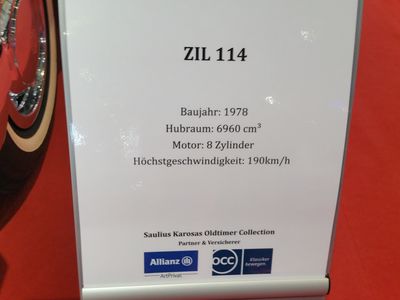 ZIL 114
Baujahr: 1978
Hubraum: 6960 cm³
Motor: 8 Zylinder
Höchstgeschwindigkeit: 190km/h
Saulius Karosas Oldtimer Collection
Partner & Versicherer
Allianz
ArtPrivat
OCC
Klassiker
bewegen.